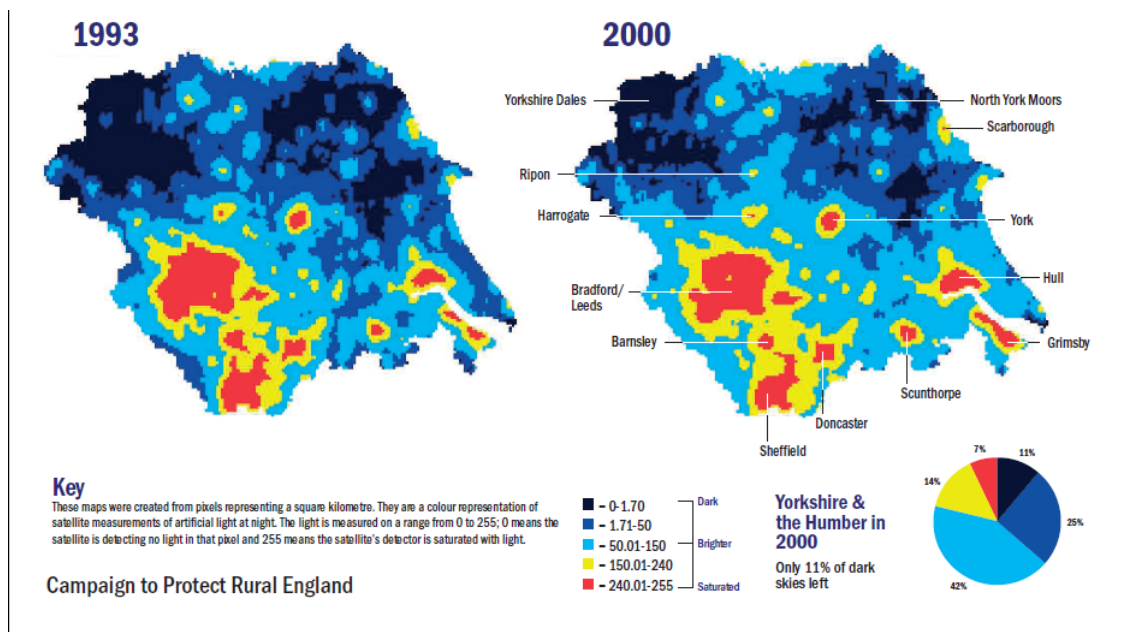 1993
2000
Yorkshire Dales
North York Moors
Scarborough
Ripon
Harrogate
York
Bradford/
Leeds
Hull
Barnsley
Grimsby
Scunthorpe
Doncaster
Sheffield
Key
These maps were created from pixels representing a square kilometre. They are a colour representation of
satellite measurements of artificial light at night. The light is measured on a range from 0 to 255; 0 means the
satellite is detecting no light in that pixel and 255 means the satellite's detector is saturated with light.
Campaign to Protect Rural England
– 0-1.70
– 1.71-50
– 50.01-150
– 150.01-240
– 240.01-255
Dark
Brighter
Saturated
Yorkshire &
the Humber in
2000
Only 11% of dark
skies left
7%
11%
14%
25%
42%